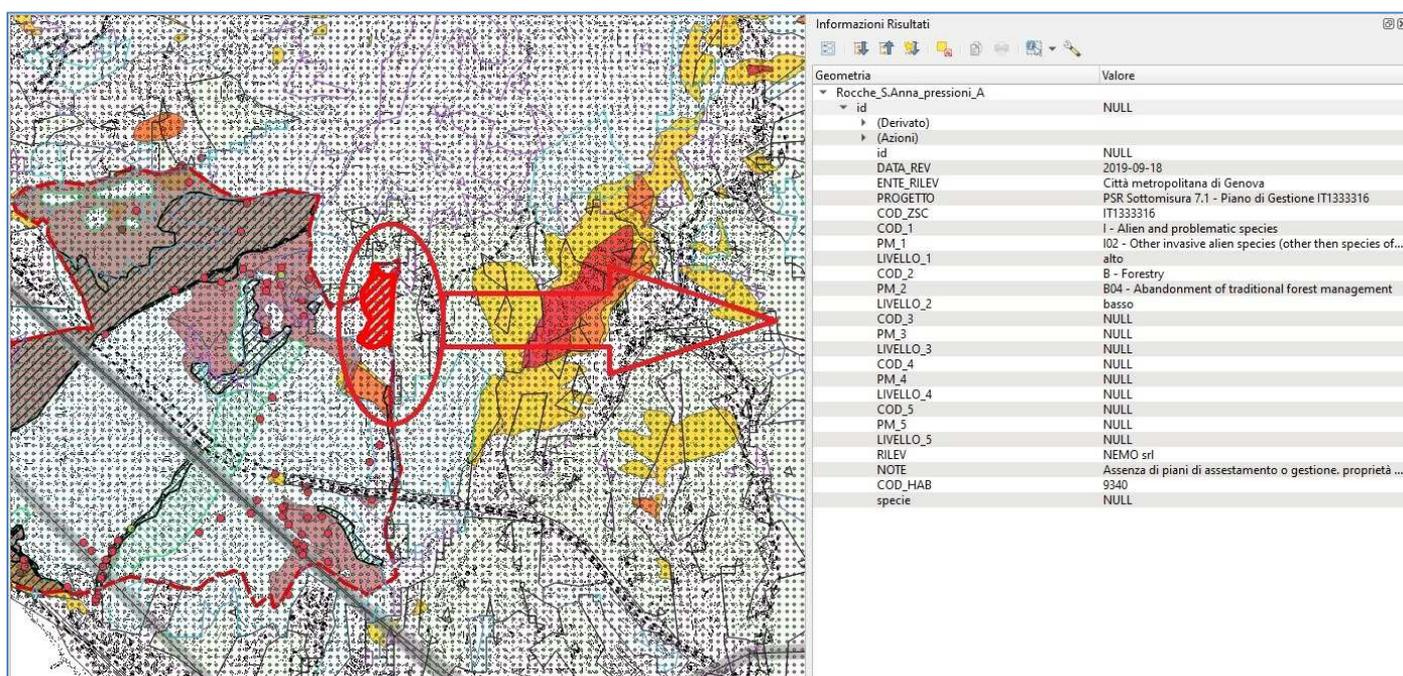 Informazioni Risultati
Geometria Valore
Rocche_S.Anna_pressioni_A
id NULL
(Derivato)
(Azioni)
id NULL
DATA_REV 2019-09-18
ENTE_RILEV Città metropolitana di Genova
PROGETTO PSR Sottomisura 7.1 - Piano di Gestione IT1333316
COD_ZSC IT1333316
COD_1 I - Alien and problematic species
PM_1 I02 - Other invasive alien species (other then species of...
LIVELLO_1 alto
COD_2 B - Forestry
PM_2 B04 - Abandonment of traditional forest management
LIVELLO_2 basso
COD_3 NULL
PM_3 NULL
LIVELLO_3 NULL
COD_4 NULL
PM_4 NULL
LIVELLO_4 NULL
COD_5 NULL
PM_5 NULL
LIVELLO_5 NULL
RILEV NEMO srl
NOTE Assenza di piani di assestamento o gestione. proprietà ...
COD_HAB 9340
specie NULL